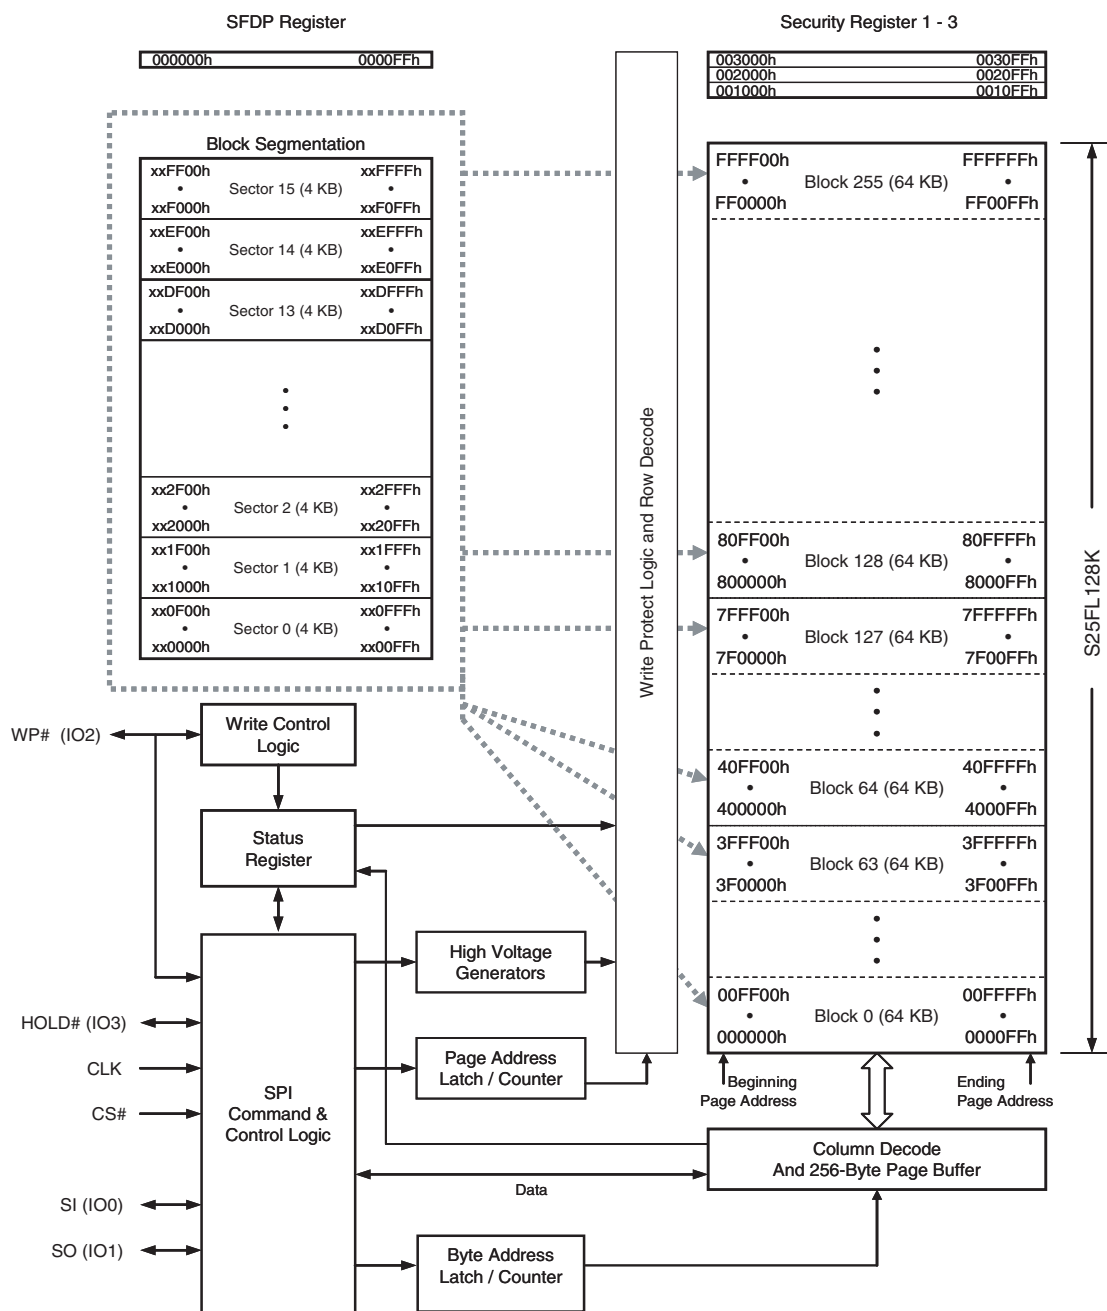 SFDP Register
000000h 0000FFh
Security Register 1 - 3
003000h 0030FFh
002000h 0020FFh
001000h 0010FFh
Block Segmentation
xxFF00h xxFFFFh
• Sector 15 (4 KB) •
xxF000h xxF0FFh
xxEF00h xxEFFFh
• Sector 14 (4 KB) •
xxE000h xxE0FFh
xxDF00h xxDFFFh
• Sector 13 (4 KB) •
xxD000h xxD0FFh
xx2F00h xx2FFFh
• Sector 2 (4 KB) •
xx2000h xx20FFh
xx1F00h xx1FFFh
• Sector 1 (4 KB) •
xx1000h xx10FFh
xx0F00h xx0FFFh
• Sector 0 (4 KB) •
xx0000h xx00FFh
Write Protect Logic and Row Decode
FFFF00h FFFFFFh
• Block 255 (64 KB) •
FF0000h FF00FFh
80FF00h 80FFFFh
• Block 128 (64 KB) •
800000h 8000FFh
7FFF00h 7FFFFFh
• Block 127 (64 KB) •
7F0000h 7F00FFh
40FF00h 40FFFFh
• Block 64 (64 KB) •
400000h 4000FFh
3FFF00h 3FFFFFh
• Block 63 (64 KB) •
3F0000h 3F00FFh
00FF00h 00FFFFh
• Block 0 (64 KB) •
000000h 0000FFh
S25FL128K
Beginning
Page Address
Ending
Page Address
WP# (IO2)
Write Control
Logic
Status
Register
High Voltage
Generators
HOLD# (IO3)
CLK
CS#
SI (IO0)
SO (IO1)
SPI
Command &
Control Logic
Page Address
Latch / Counter
Column Decode
And 256-Byte Page Buffer
Data
Byte Address
Latch / Counter